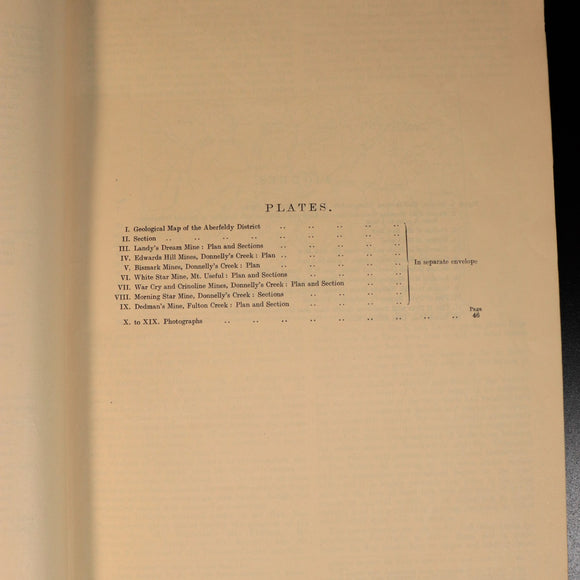 PLATES.
I. Geological Map of the Aberfeldy District .. .. .. .. ..
II. Section .. .. .. .. .. .. .. ..
III. Landy's Dream Mine : Plan and Sections .. .. .. .. ..
IV. Edwards Hill Mines, Donnelly's Creek : Plan .. .. .. .. ..
V. Bismark Mines, Donnelly's Creek : Plan .. .. .. .. ..
In separate envelope
VI. White Star Mine, Mt. Useful : Plan and Sections .. .. .. ..
VII. War Cry and Crinoline Mines, Donnelly's Creek : Plan and Section .. ..
VIII. Morning Star Mine, Donnelly's Creek : Sections .. .. .. ..
IX. Dedman's Mine, Fulton Creek : Plan and Section .. .. .. ..
Page
X. to XIX. Photographs .. .. .. .. .. .. .. .. .. 46